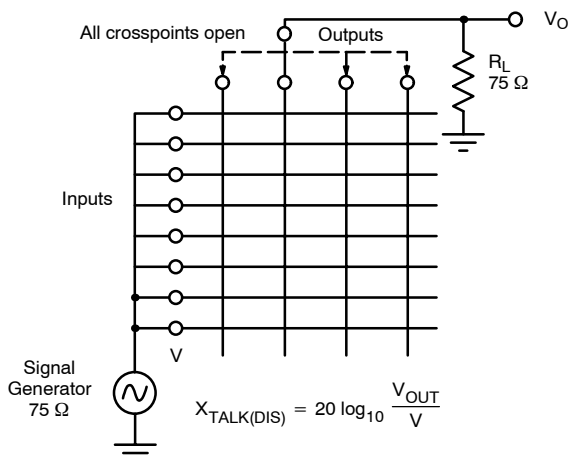 All crosspoints open
Outputs
V_O
R_L
75 Ω
Inputs
V
Signal
Generator
75 Ω
X_TALK(DIS) = 20 log_10 V_OUT / V